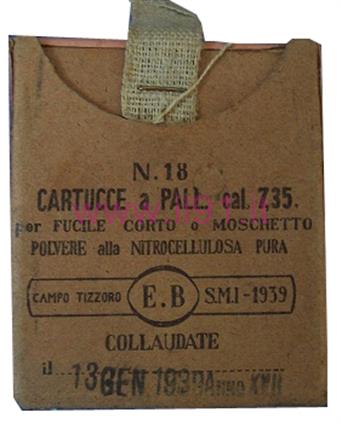 N. 18
CARTUCCE a PALL. cal. 7,35.
per FUCILE CORTO o MOSCHETTO
POLVERE alla NITROCELLULOSA PURA
CAMPO TIZZORO E.B S.M.I-1939
COLLAUDATE
il 13 GEN 1939 Anno XVII